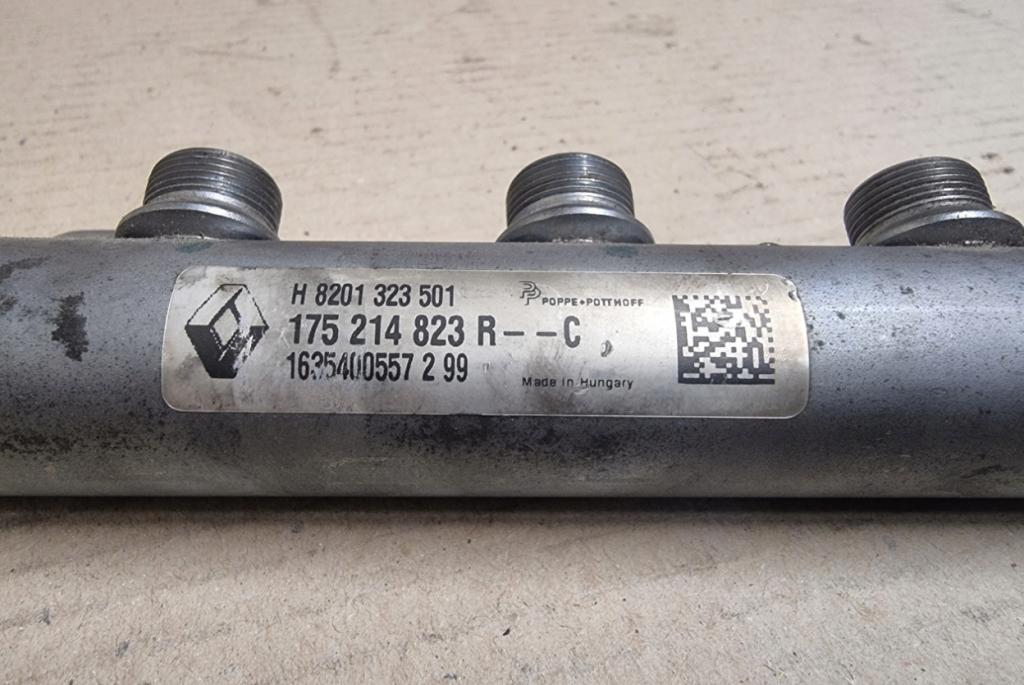 H 8201 323 501
175 214 823 R--C
1635400557 2 99
POPPE+POTTHOFF
Made in Hungary